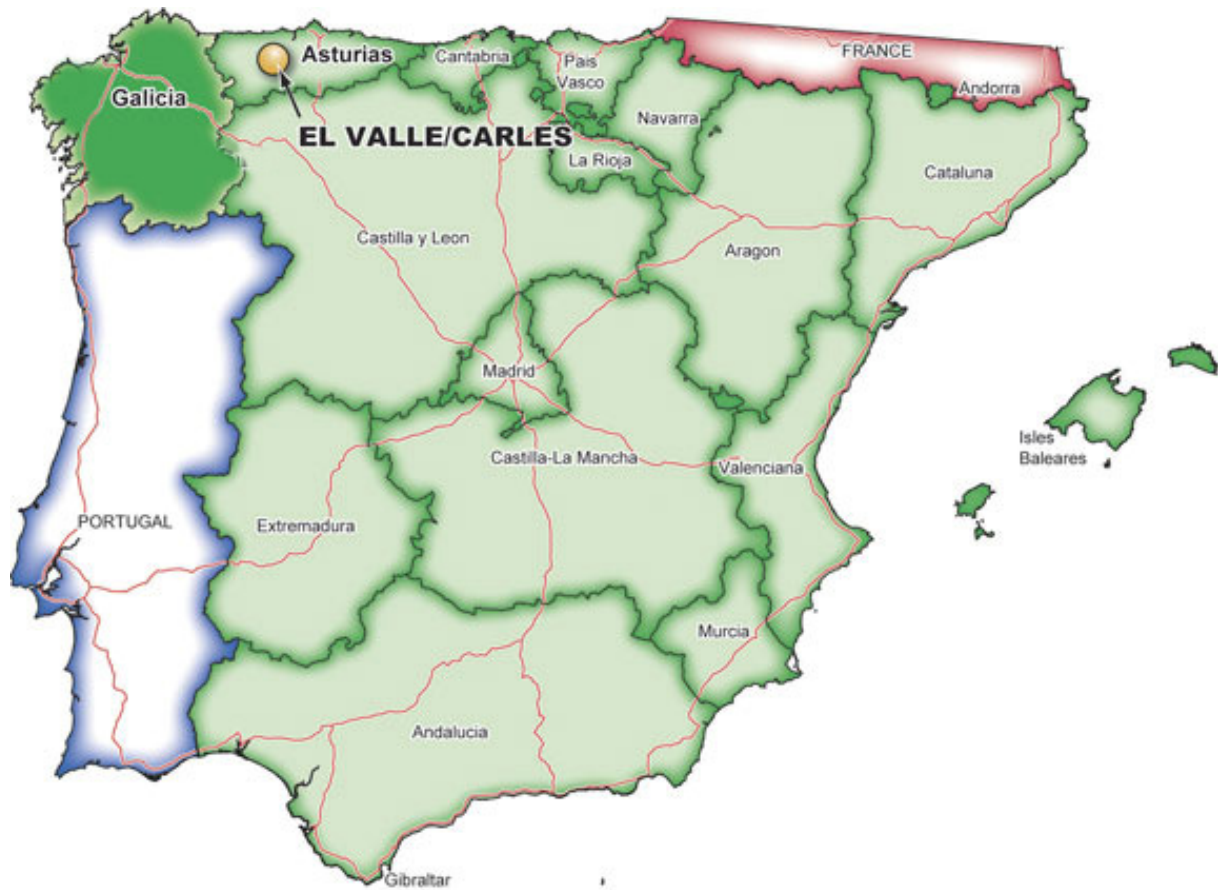 FRANCE
Asturias
Cantabria
Pais
Vasco
Andorra
Galicia
Navarra
EL VALLE/CARLES
La Rioja
Cataluna
Castilla y Leon
Aragon
Madrid
Isles
Baleares
Castilla-La Mancha
Valenciana
PORTUGAL
Extremadura
Murcia
Andalucia
Gibraltar